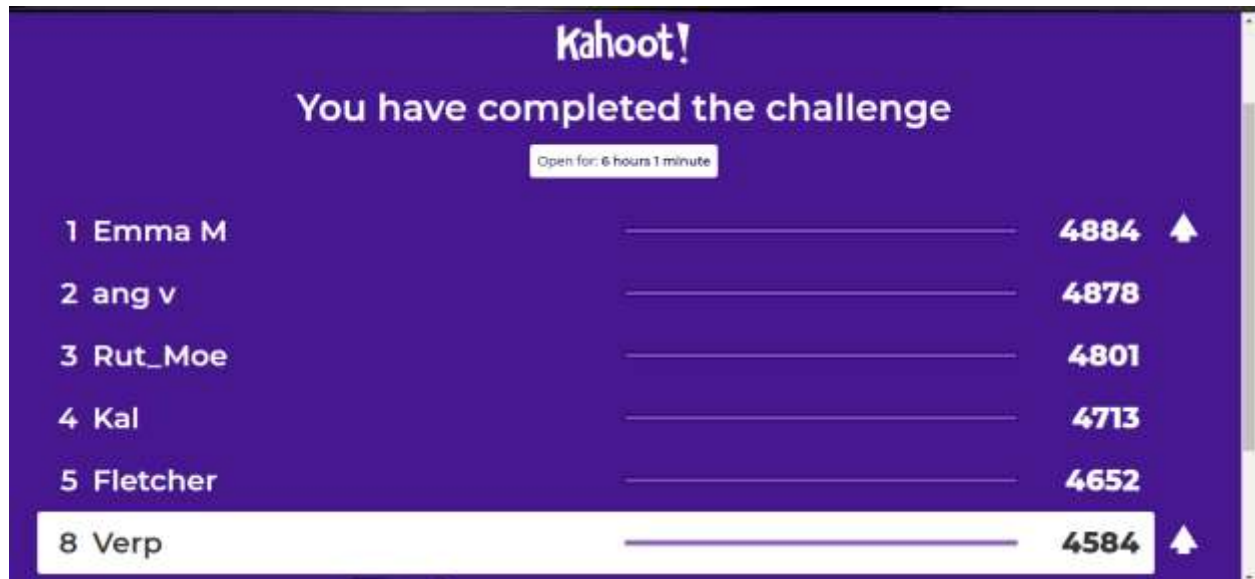 Kahoot!
You have completed the challenge
Open for: 6 hours 1 minute
1 Emma M 4884
2 ang v 4878
3 Rut_Moe 4801
4 Kal 4713
5 Fletcher 4652
8 Verp 4584